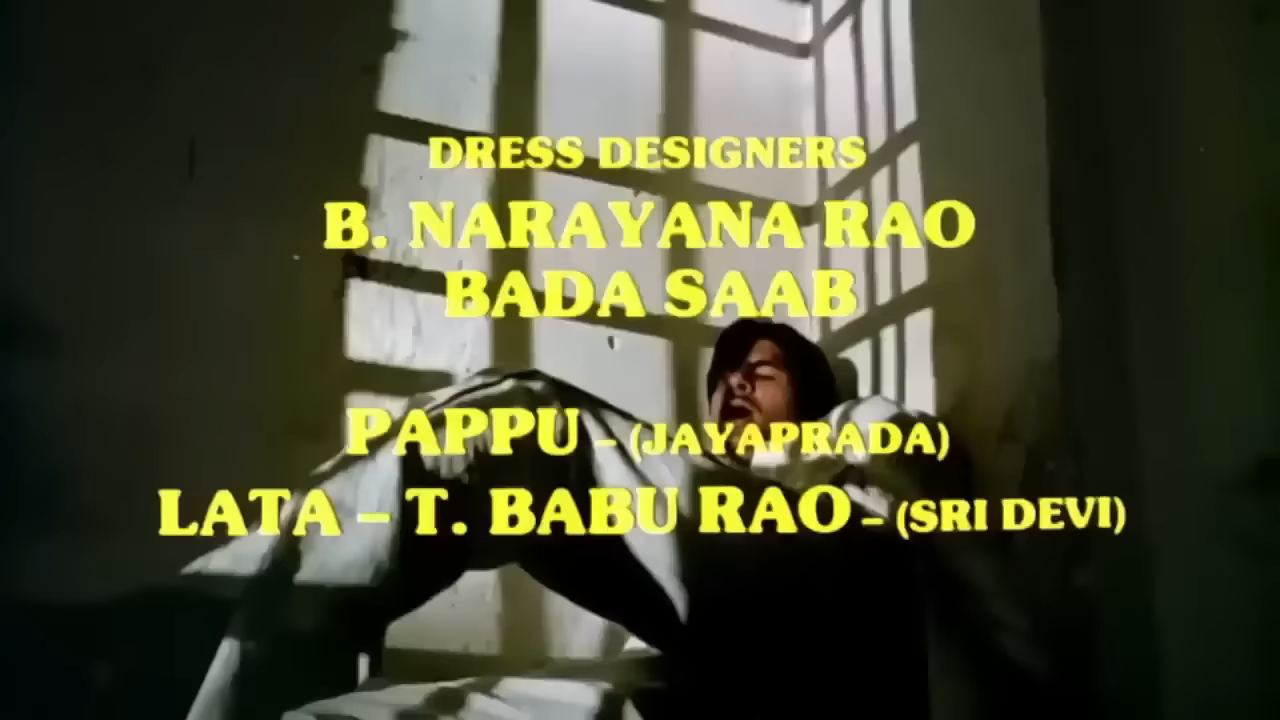 DRESS DESIGNERS
B. NARAYANA RAO
BADA SAAB
PAPPU - (JAYAPRADA)
LATA - T. BABU RAO - (SRI DEVI)